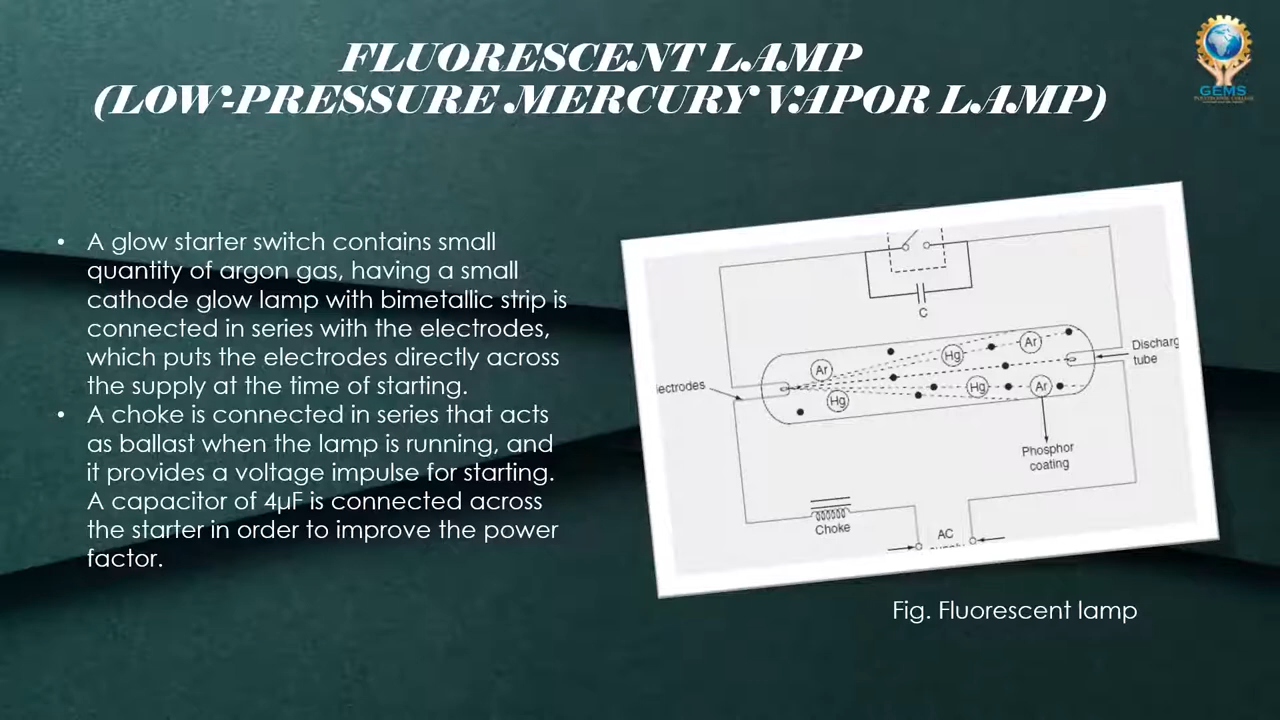 FLUORESCENT LAMP
(LOW-PRESSURE MERCURY VAPOR LAMP)
GEMS
POLYTECHNIC COLLEGE
• A glow starter switch contains small
quantity of argon gas, having a small
cathode glow lamp with bimetallic strip is
connected in series with the electrodes,
which puts the electrodes directly across
the supply at the time of starting.
• A choke is connected in series that acts
as ballast when the lamp is running, and
it provides a voltage impulse for starting.
A capacitor of 4µF is connected across
the starter in order to improve the power
factor.
C
Ar
Hg
Ar
Discharg
tube
ectrodes
Hg
Hg
Ar
Phosphor
coating
Choke
AC
Fig. Fluorescent lamp